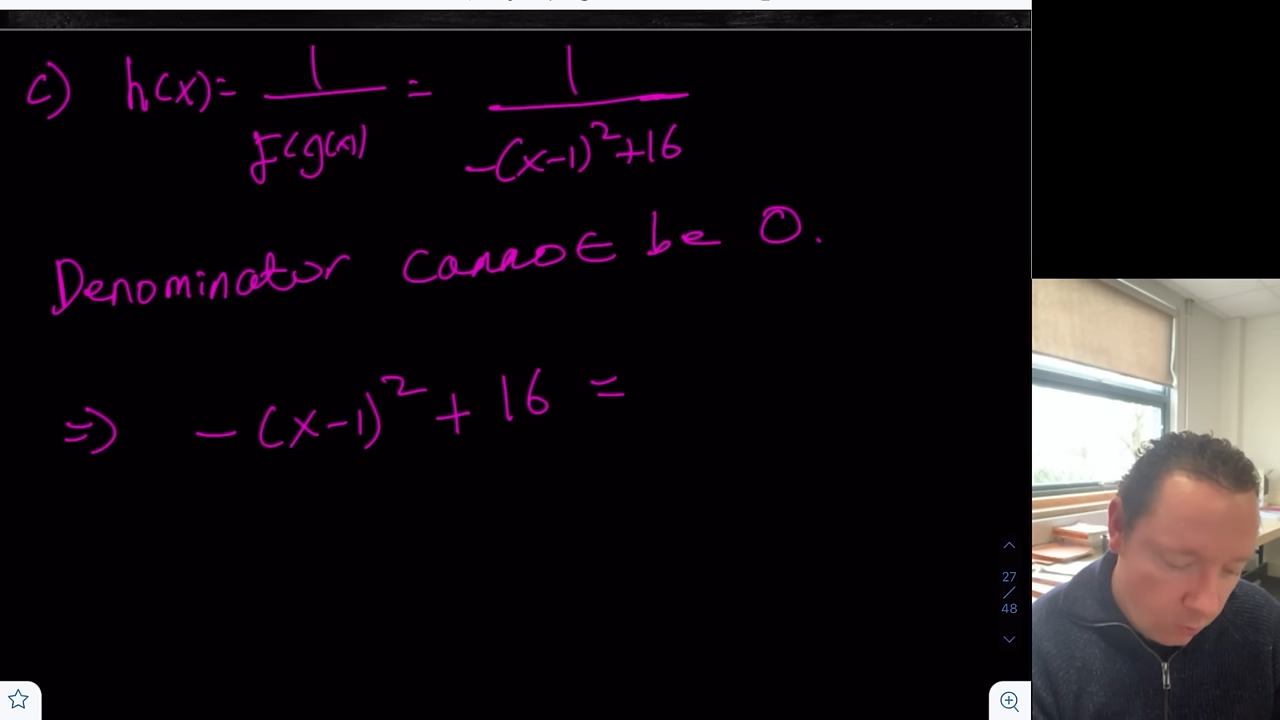 c) h(x) = 1/f(g(x)) = 1/-(x-1)²+16
Denominator cannot be 0.
⇒ -(x-1)² + 16 =
27
/
48